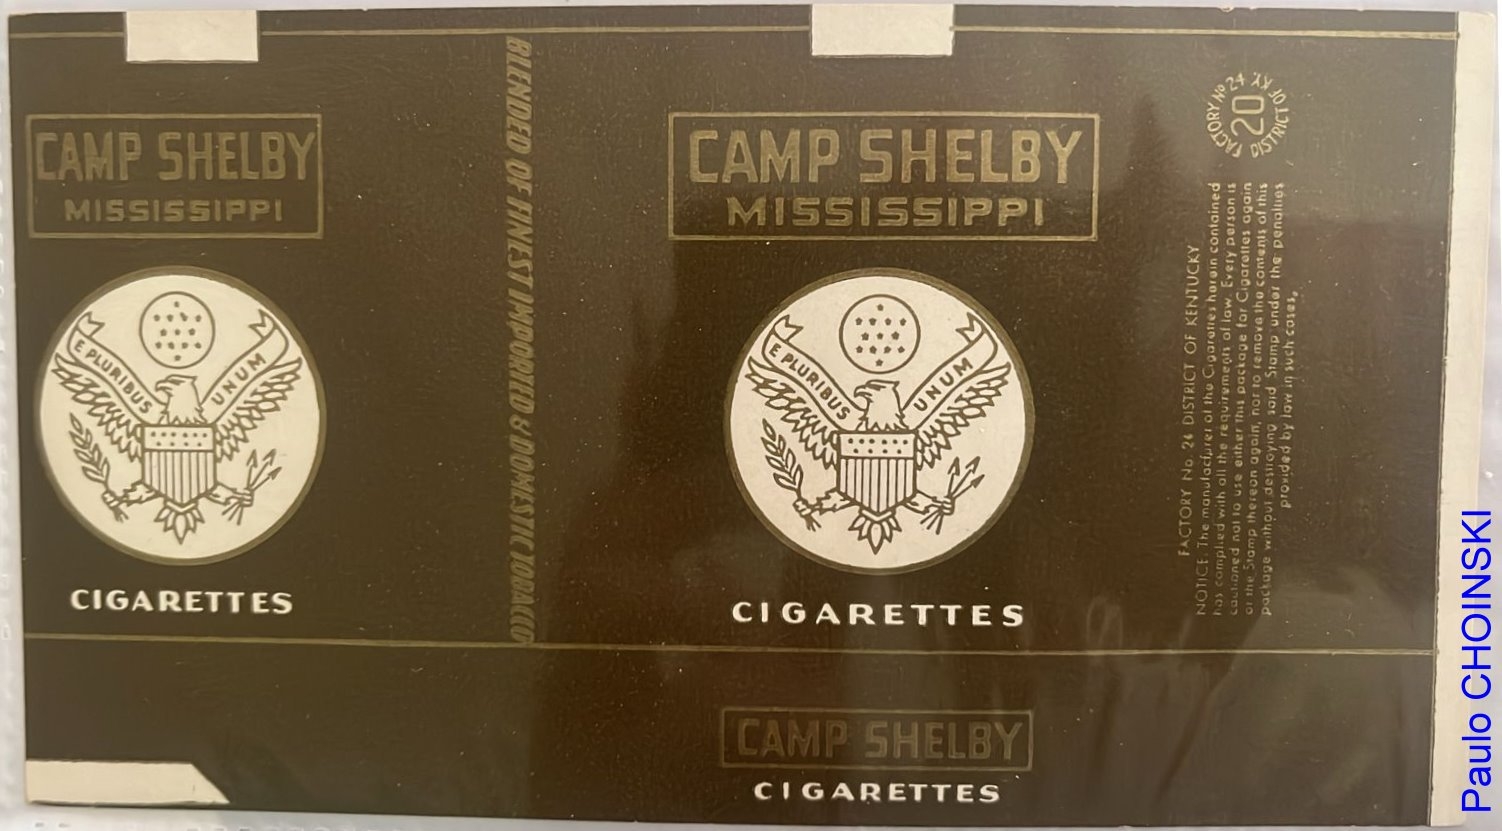 CAMP SHELBY
MISSISSIPPI
E PLURIBUS UNUM
CIGARETTES
BLENDED OF FINEST IMPORTED & DOMESTIC TOBACCO
CAMP SHELBY
MISSISSIPPI
E PLURIBUS UNUM
CIGARETTES
CAMP SHELBY
CIGARETTES
FACTORY No 24
20
DISTRICT OF KY.
FACTORY No. 24 DISTRICT OF KENTUCKY
NOTICE The manufacturer of the Cigarettes herein contained
has complied with all the requirements of law. Every person is
cautioned not to use either this package for Cigarettes again
or the Stamp thereon again, nor to remove the contents of this
package without destroying said Stamp under the penalties
provided by law in such cases.
Paulo CHOINSKI